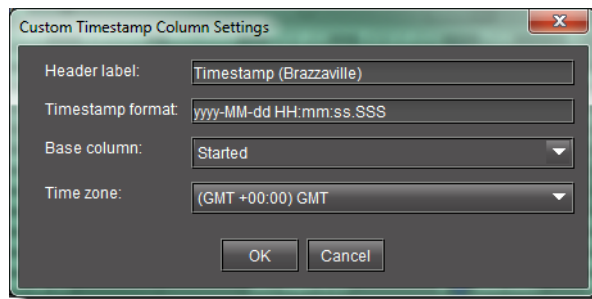 Custom Timestamp Column Settings
Header label: Timestamp (Brazzaville)
Timestamp format: yyyy-MM-dd HH:mm:ss.SSS
Base column: Started
Time zone: (GMT +00:00) GMT
OK Cancel